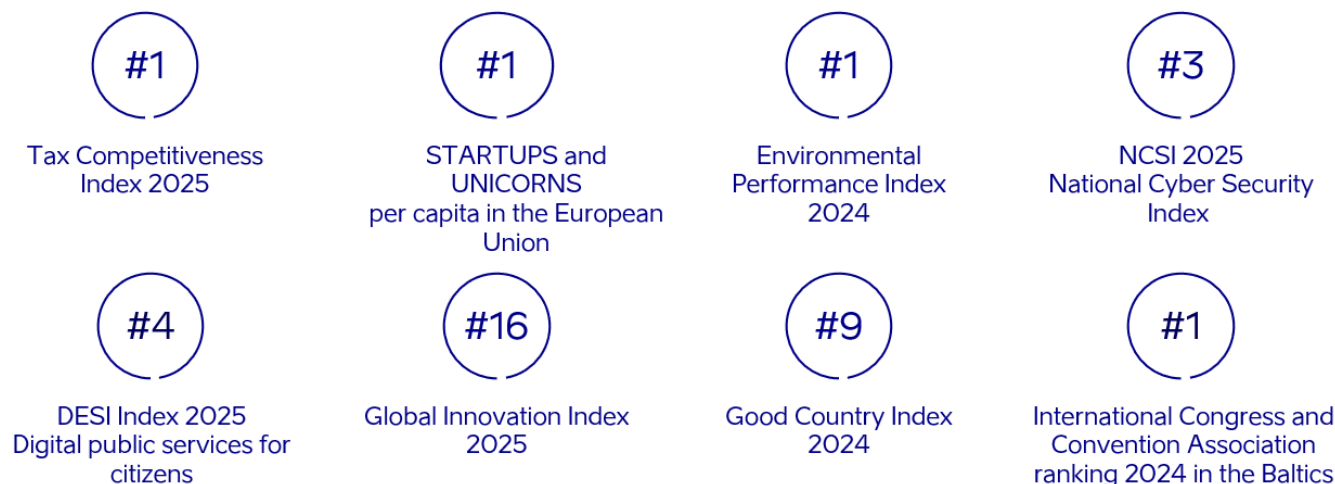 #1
Tax Competitiveness
Index 2025
#1
STARTUPS and
UNICORNS
per capita in the European
Union
#1
Environmental
Performance Index
2024
#3
NCSI 2025
National Cyber Security
Index
#4
DESI Index 2025
Digital public services for
citizens
#16
Global Innovation Index
2025
#9
Good Country Index
2024
#1
International Congress and
Convention Association
ranking 2024 in the Baltics